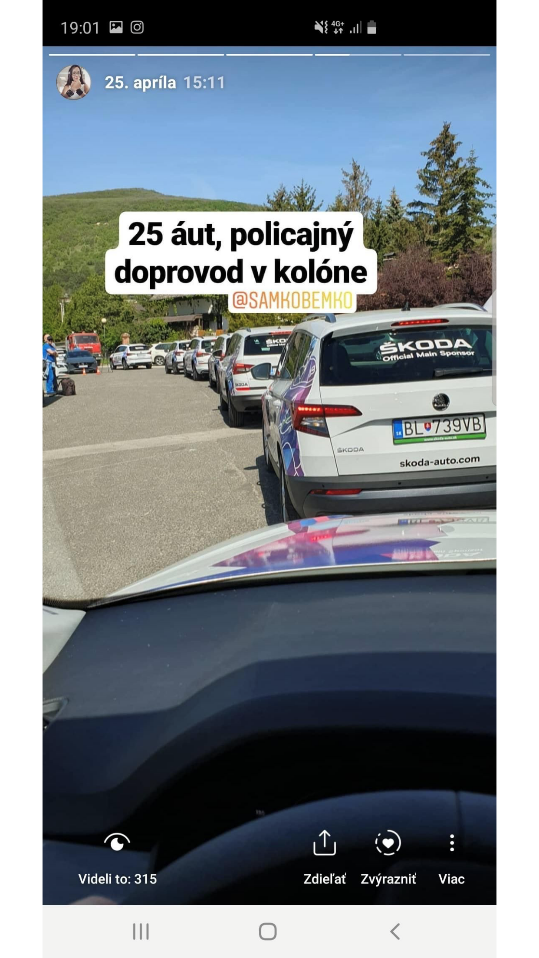 19:01
4G+
25. apríla 15:11
25 áut, policajný
doprovod v kolóne
@SAMKOBEMKO
ŠKODA
Official Main Sponsor
BL 739VB
ŠKODA
skoda-auto.com
Videli to: 315
Zdieľať
Zvýrazniť
Viac